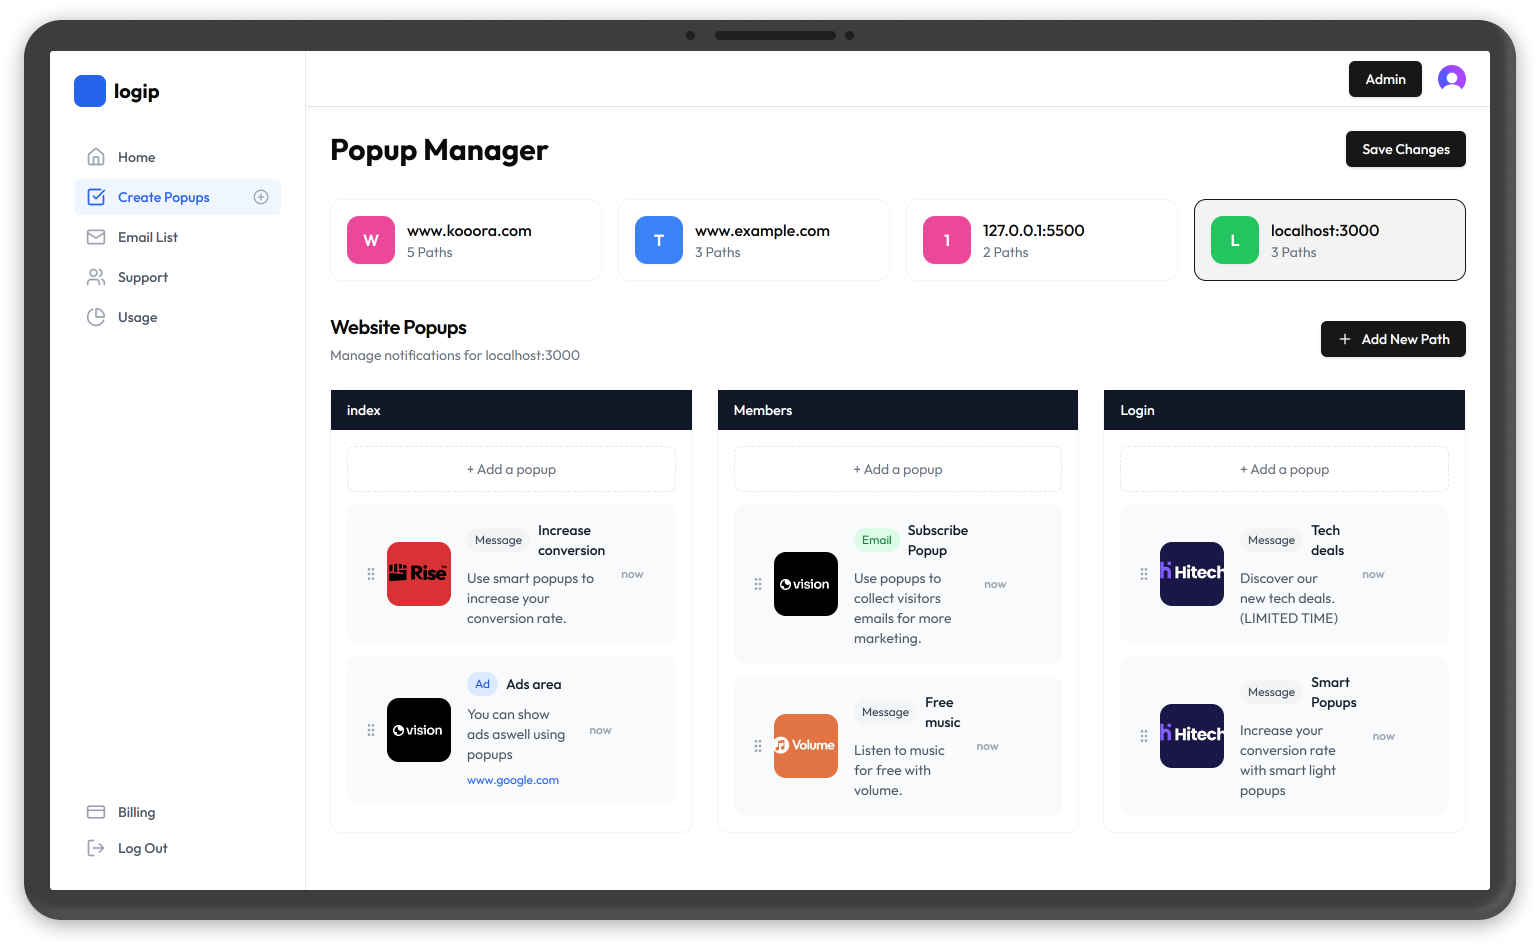 logip
Admin
Home
Create Popups
Email List
Support
Usage
Billing
Log Out
Popup Manager
Save Changes
W
www.kooora.com
5 Paths
T
www.example.com
3 Paths
1
127.0.0.1:5500
2 Paths
L
localhost:3000
3 Paths
Website Popups
Manage notifications for localhost:3000
+ Add New Path
index
+ Add a popup
Rise
Message
Increase
conversion
Use smart popups to
increase your
conversion rate.
now
vision
Ad
Ads area
You can show
ads aswell using
popups
www.google.com
now
Members
+ Add a popup
vision
Email
Subscribe
Popup
Use popups to
collect visitors
emails for more
marketing.
now
Volume
Message
Free
music
Listen to music
for free with
volume.
now
Login
+ Add a popup
Hitech
Message
Tech
deals
Discover our
new tech deals.
(LIMITED TIME)
now
Hitech
Message
Smart
Popups
Increase your
conversion rate
with smart light
popups
now